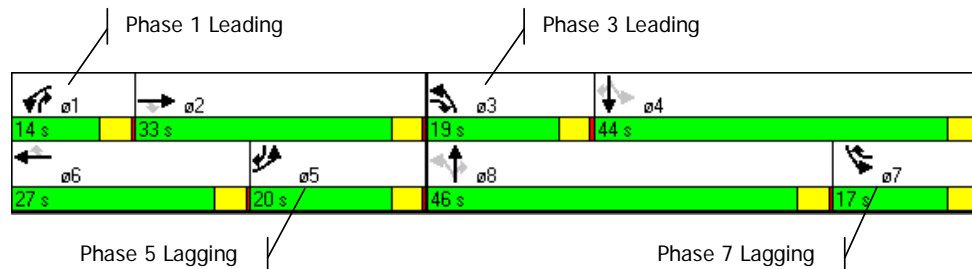 Phase 1 Leading
Phase 3 Leading
ø1
ø2
ø3
ø4
14 s
33 s
19 s
44 s
ø6
ø5
ø8
ø7
27 s
20 s
46 s
17 s
Phase 5 Lagging
Phase 7 Lagging